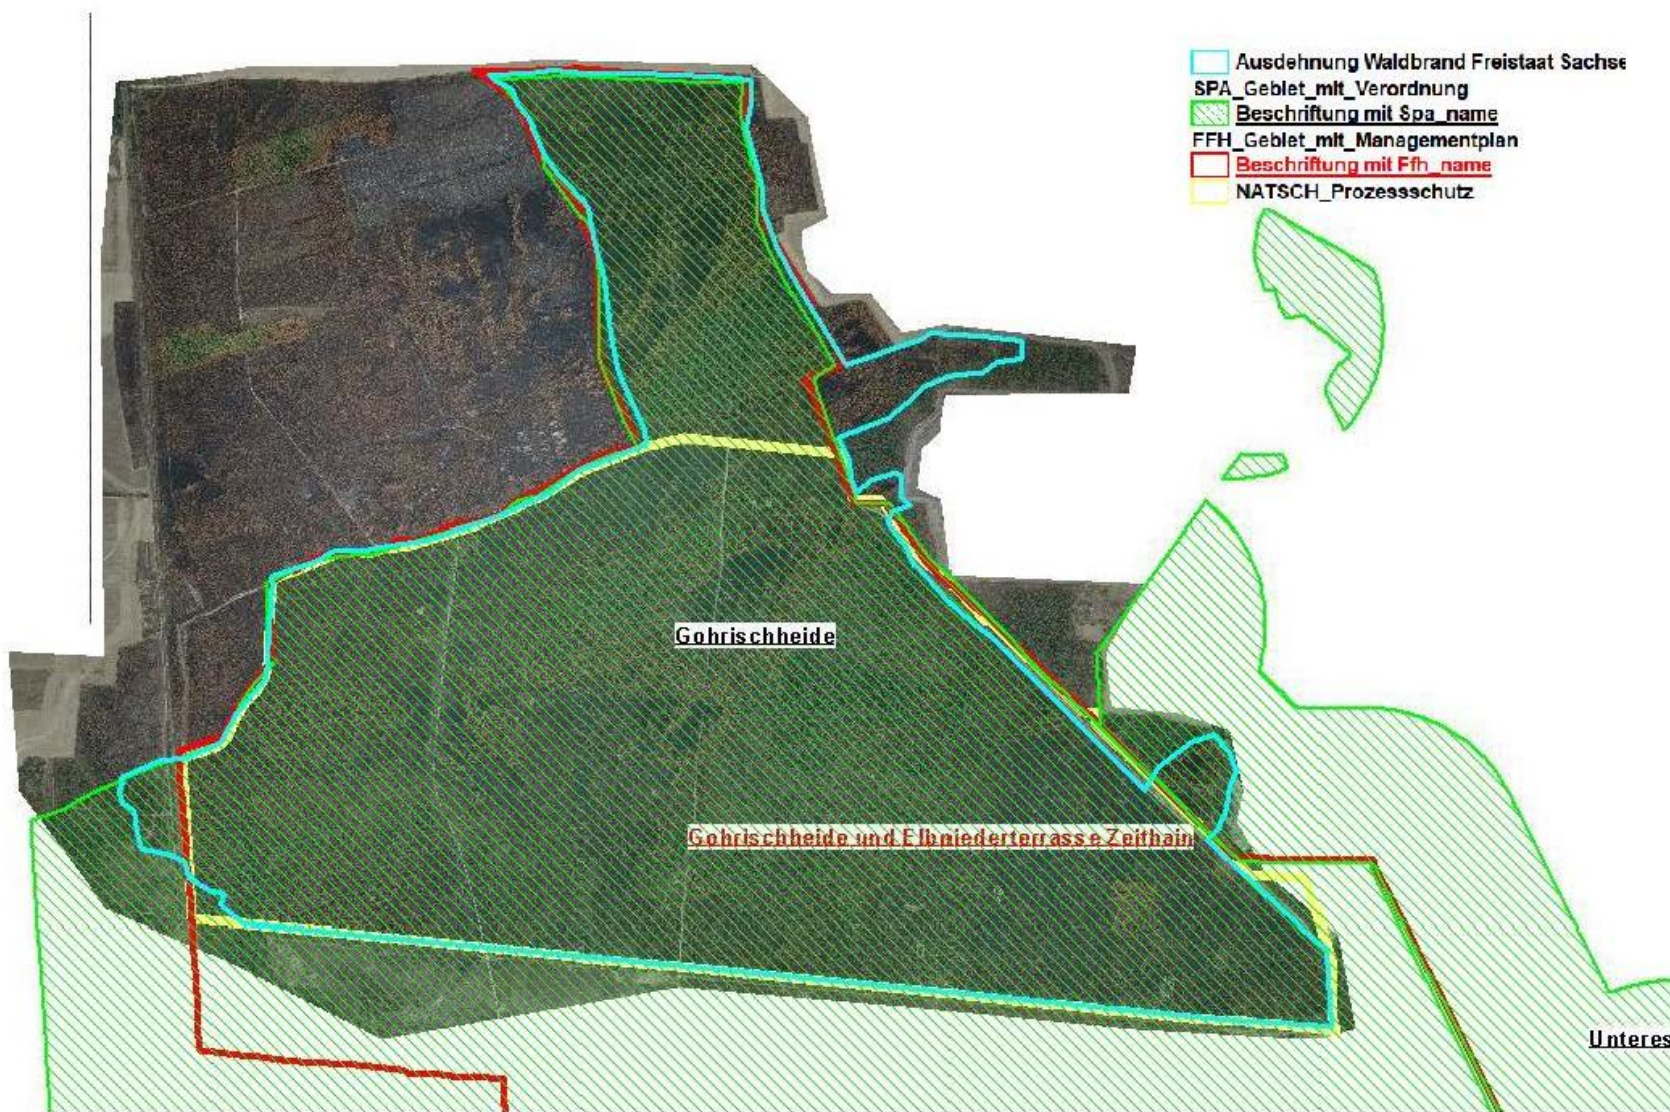 Ausdehnung Waldbrand Freistaat Sachse
SPA_Gebiet_mit_Verordnung
Beschriftung mit Spa_name
FFH_Gebiet_mit_Managementplan
Beschriftung mit Ffh_name
NATSCH_Prozessschutz
Gohrischheide
Gohrischheide und Elbniederterrasse Zeithain
Unteres